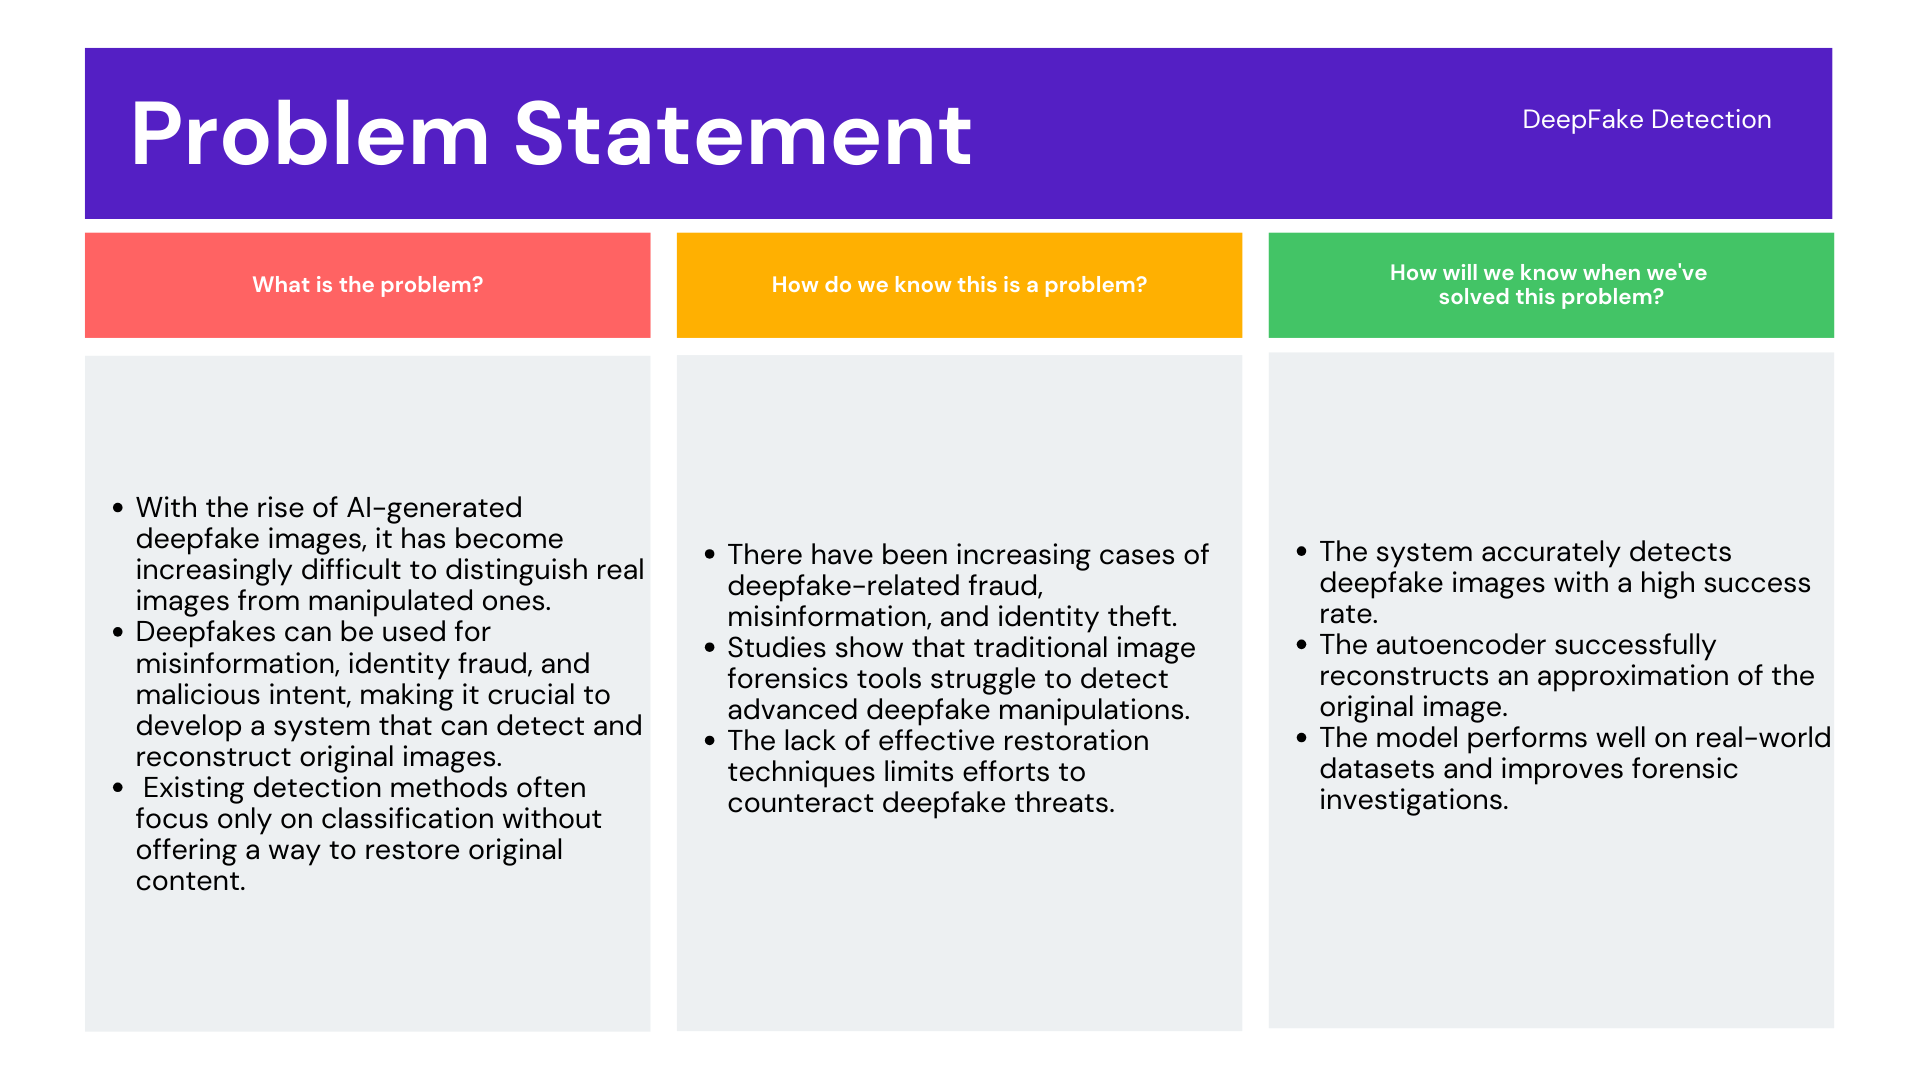 Problem Statement
DeepFake Detection
What is the problem?
How do we know this is a problem?
How will we know when we've
solved this problem?
• With the rise of AI-generated
deepfake images, it has become
increasingly difficult to distinguish real
images from manipulated ones.
• Deepfakes can be used for
misinformation, identity fraud, and
malicious intent, making it crucial to
develop a system that can detect and
reconstruct original images.
• Existing detection methods often
focus only on classification without
offering a way to restore original
content.
• There have been increasing cases of
deepfake-related fraud,
misinformation, and identity theft.
• Studies show that traditional image
forensics tools struggle to detect
advanced deepfake manipulations.
• The lack of effective restoration
techniques limits efforts to
counteract deepfake threats.
• The system accurately detects
deepfake images with a high success
rate.
• The autoencoder successfully
reconstructs an approximation of the
original image.
• The model performs well on real-world
datasets and improves forensic
investigations.